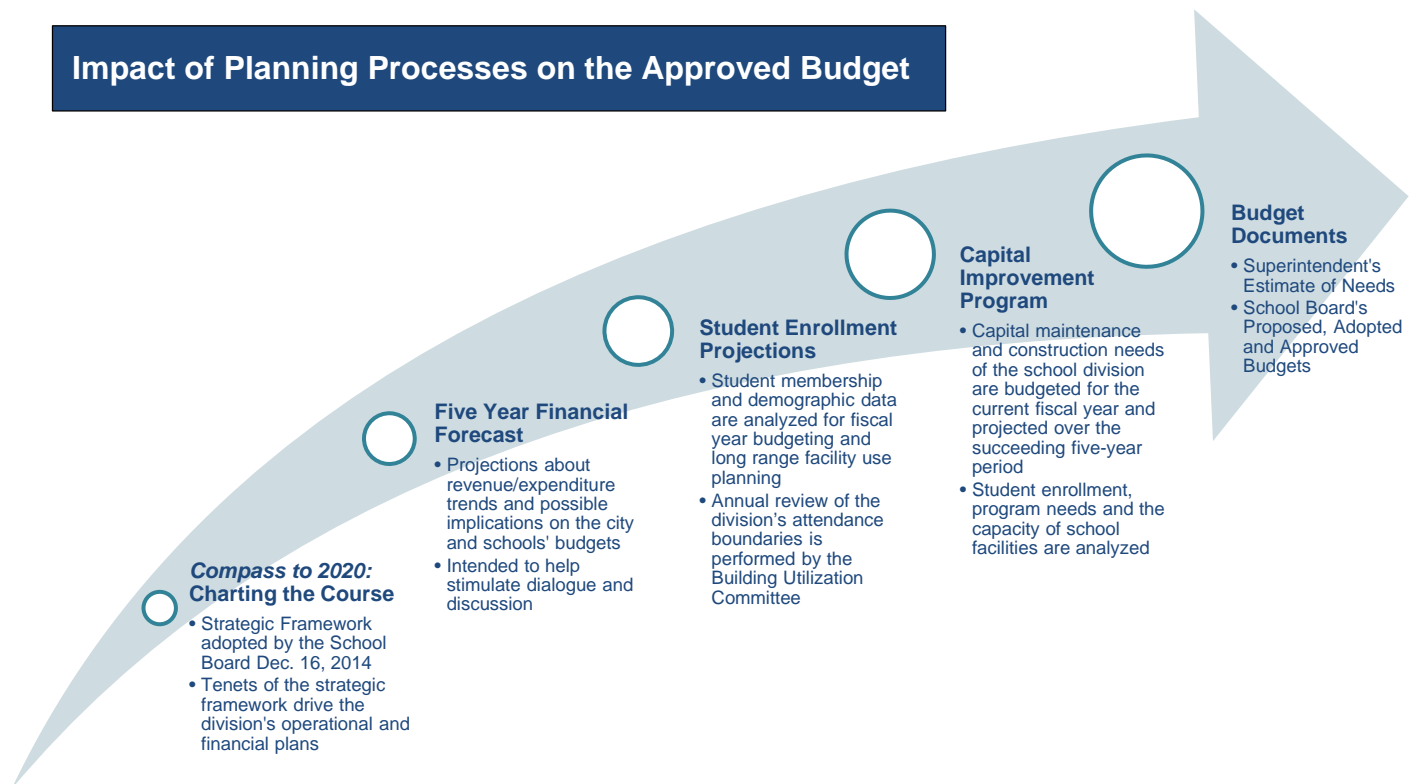 Impact of Planning Processes on the Approved Budget
Compass to 2020:
Charting the Course
• Strategic Framework
adopted by the School
Board Dec. 16, 2014
• Tenets of the strategic
framework drive the
division's operational and
financial plans
Five Year Financial
Forecast
• Projections about
revenue/expenditure
trends and possible
implications on the city
and schools' budgets
• Intended to help
stimulate dialogue and
discussion
Student Enrollment
Projections
• Student membership
and demographic data
are analyzed for fiscal
year budgeting and
long range facility use
planning
• Annual review of the
division’s attendance
boundaries is
performed by the
Building Utilization
Committee
Capital
Improvement
Program
• Capital maintenance
and construction needs
of the school division
are budgeted for the
current fiscal year and
projected over the
succeeding five-year
period
• Student enrollment,
program needs and the
capacity of school
facilities are analyzed
Budget
Documents
• Superintendent's
Estimate of Needs
• School Board's
Proposed, Adopted
and Approved
Budgets